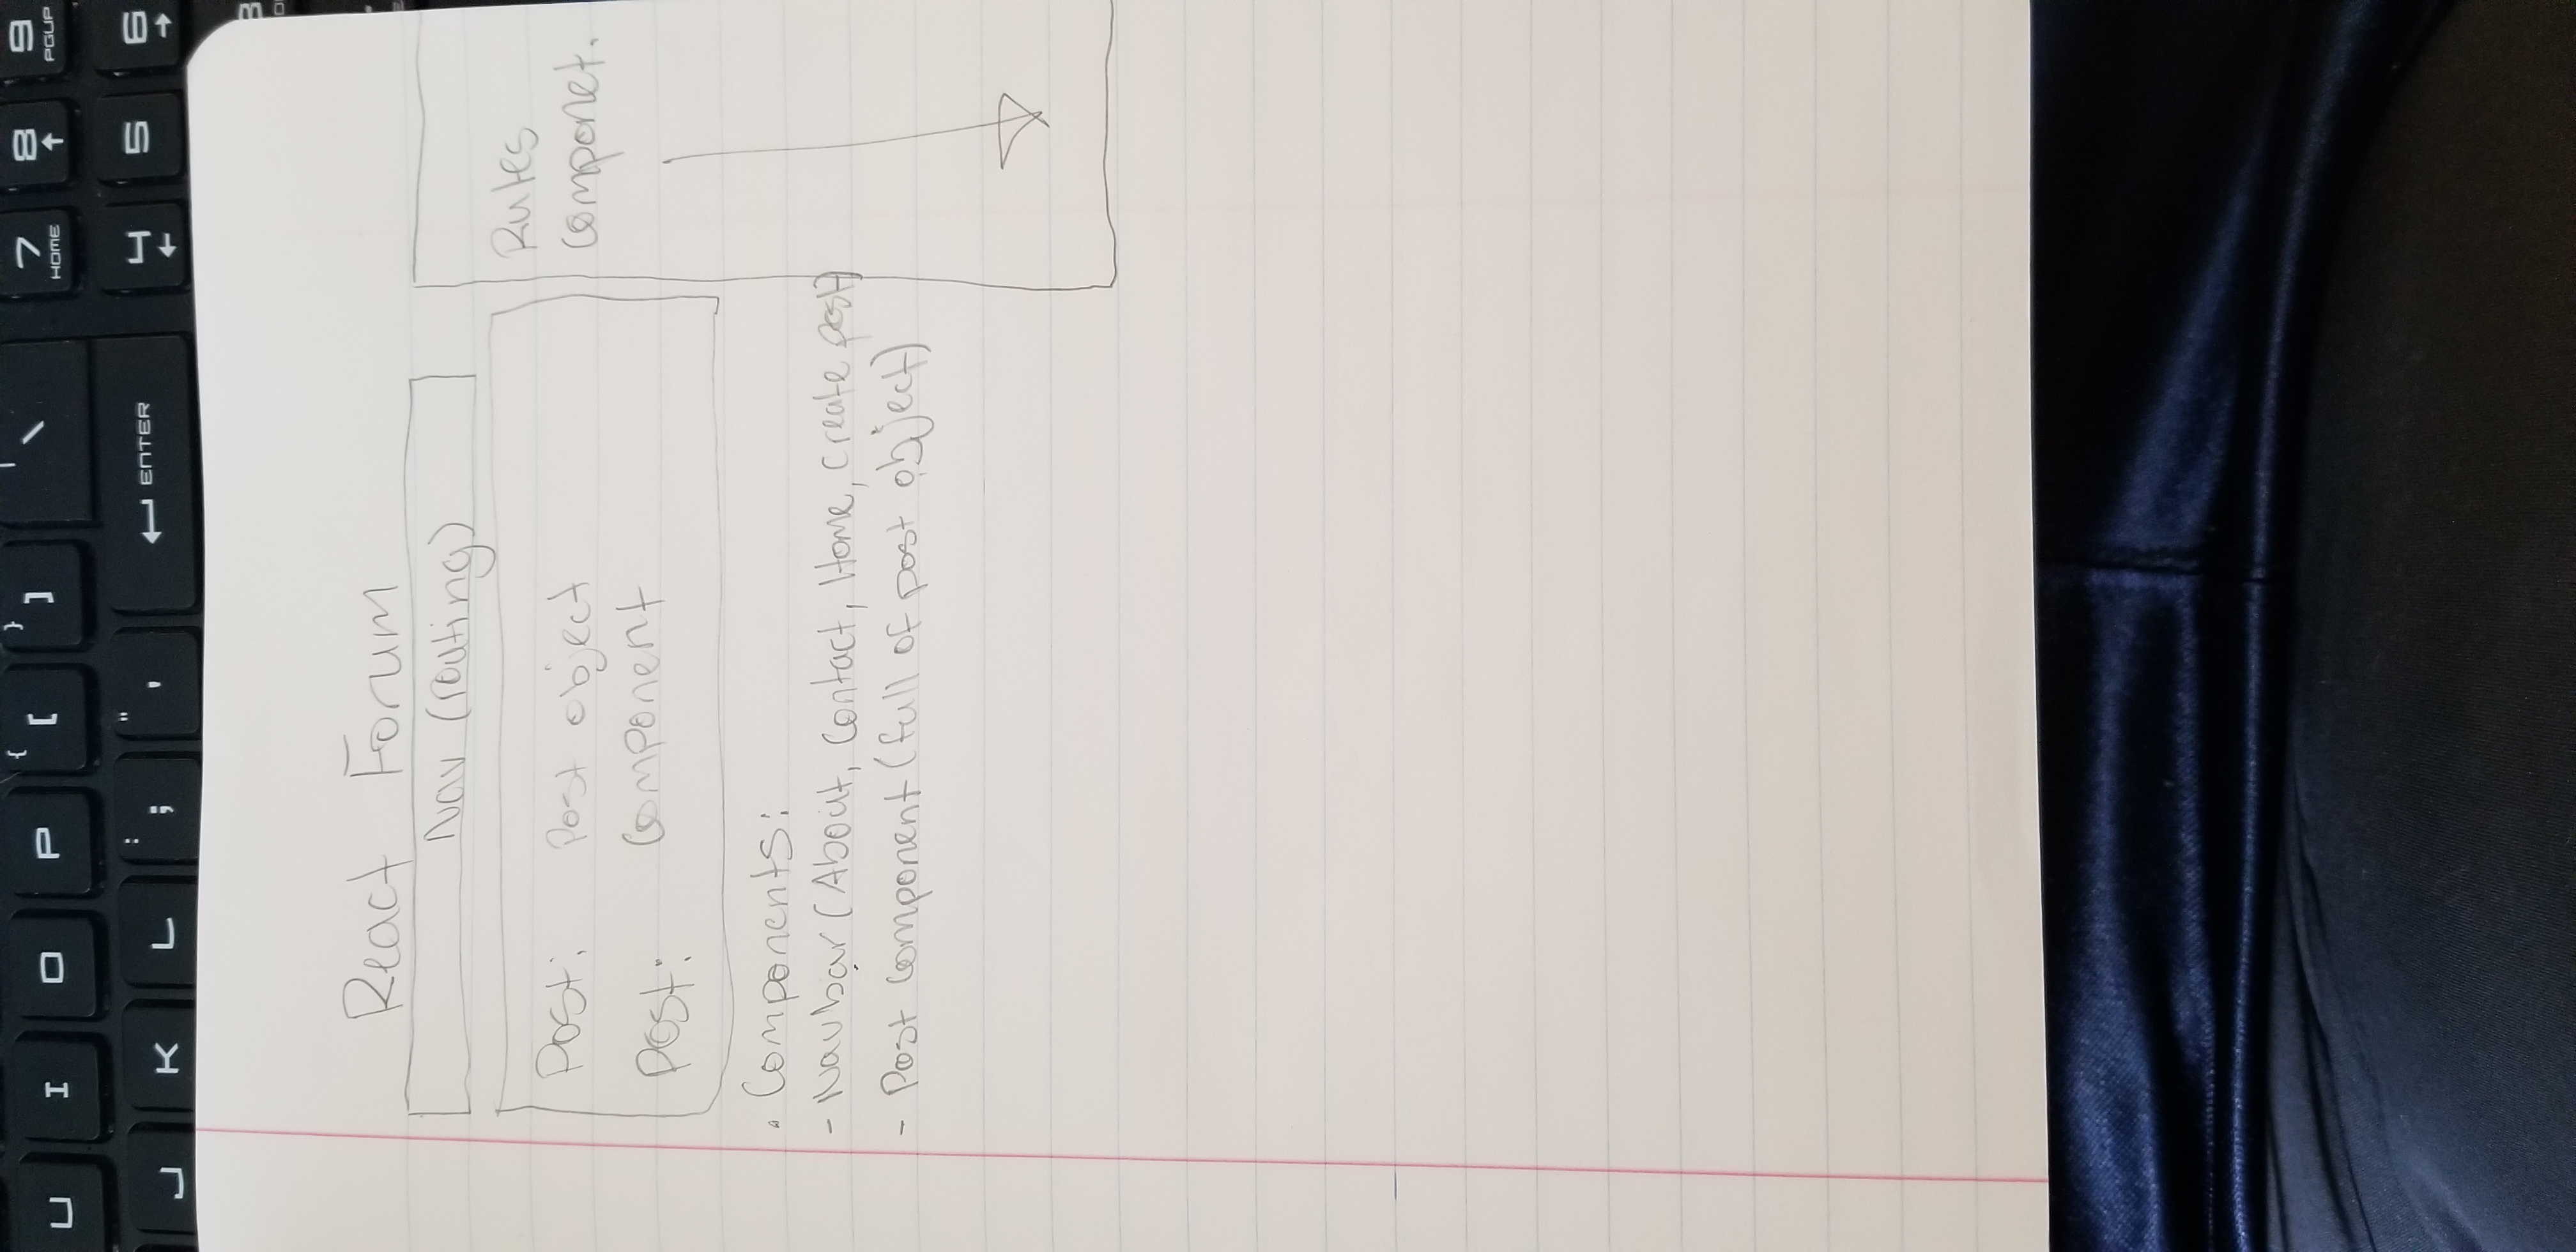 U I O P { [ } ] | \ 7 HOME 8 9 PGUP
J K L : ; " ' ENTER 4 5 6
React Forum
Nav (routing)
Post: Post object
Post: Component
Rules
componet.
. Components:
- Navbar (About, Contact, Home, Create post)
- Post component (full of post object)